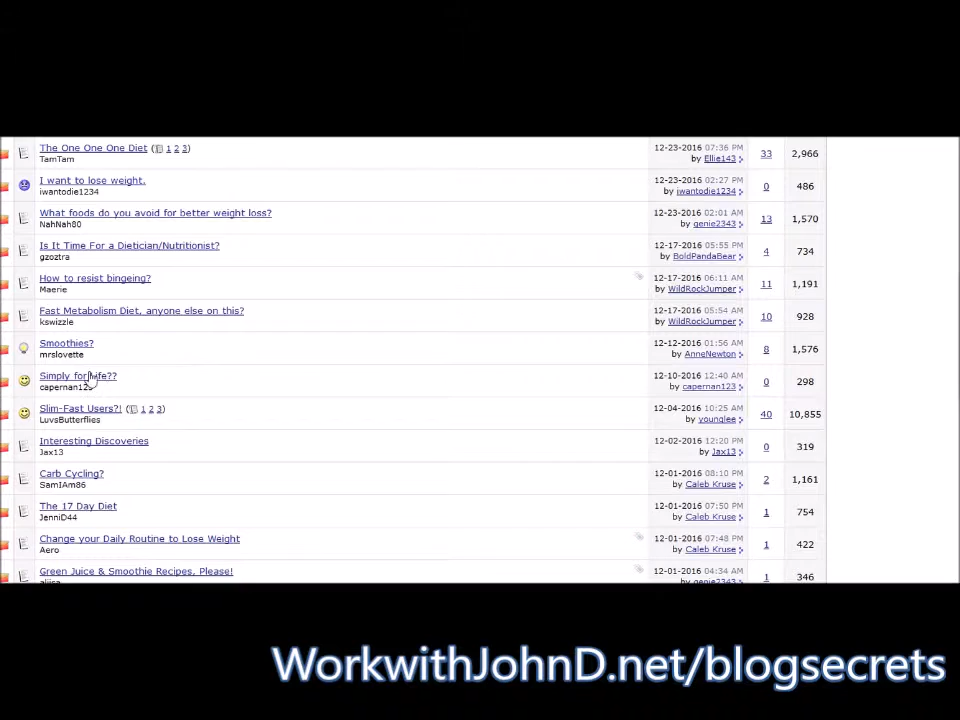 The One One One Diet ( 1 2 3)
TamTam
12-23-2016 07:36 PM
by Ellie143
33
2,966
I want to lose weight.
iwantodie1234
12-23-2016 02:27 PM
by iwantodie1234
0
486
What foods do you avoid for better weight loss?
NahNah80
12-23-2016 02:01 AM
by genie2343
13
1,570
Is It Time For a Dietician/Nutritionist?
gzoztra
12-17-2016 05:55 PM
by BoldPandaBear
4
734
How to resist bingeing?
Maerie
12-17-2016 06:11 AM
by WildRockJumper
11
1,191
Fast Metabolism Diet, anyone else on this?
kswizzle
12-17-2016 05:54 AM
by WildRockJumper
10
928
Smoothies?
mrslovette
12-12-2016 01:56 AM
by AnneNewton
8
1,576
Simply for life??
capernan123
12-10-2016 12:40 AM
by capernan123
0
298
Slim-Fast Users?! ( 1 2 3)
LuvsButterflies
12-04-2016 10:25 AM
by younglee
40
10,855
Interesting Discoveries
Jax13
12-02-2016 12:20 PM
by Jax13
0
319
Carb Cycling?
SamIAm86
12-01-2016 08:10 PM
by Caleb Kruse
2
1,161
The 17 Day Diet
JenniD44
12-01-2016 07:50 PM
by Caleb Kruse
1
754
Change your Daily Routine to Lose Weight
Aero
12-01-2016 07:48 PM
by Caleb Kruse
1
422
Green Juice & Smoothie Recipes, Please!
12-01-2016 04:34 AM
by genie2343
1
346
WorkwithJohnD.net/blogsecrets